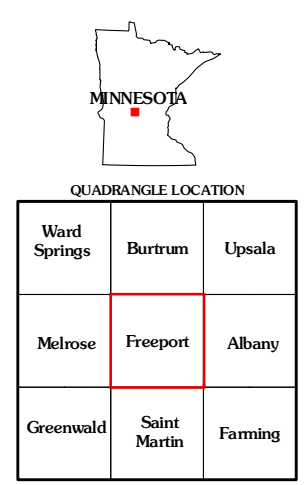 MINNESOTA
QUADRANGLE LOCATION
Ward
Springs
Burtrum
Upsala
Melrose
Freeport
Albany
Greenwald
Saint
Martin
Farming